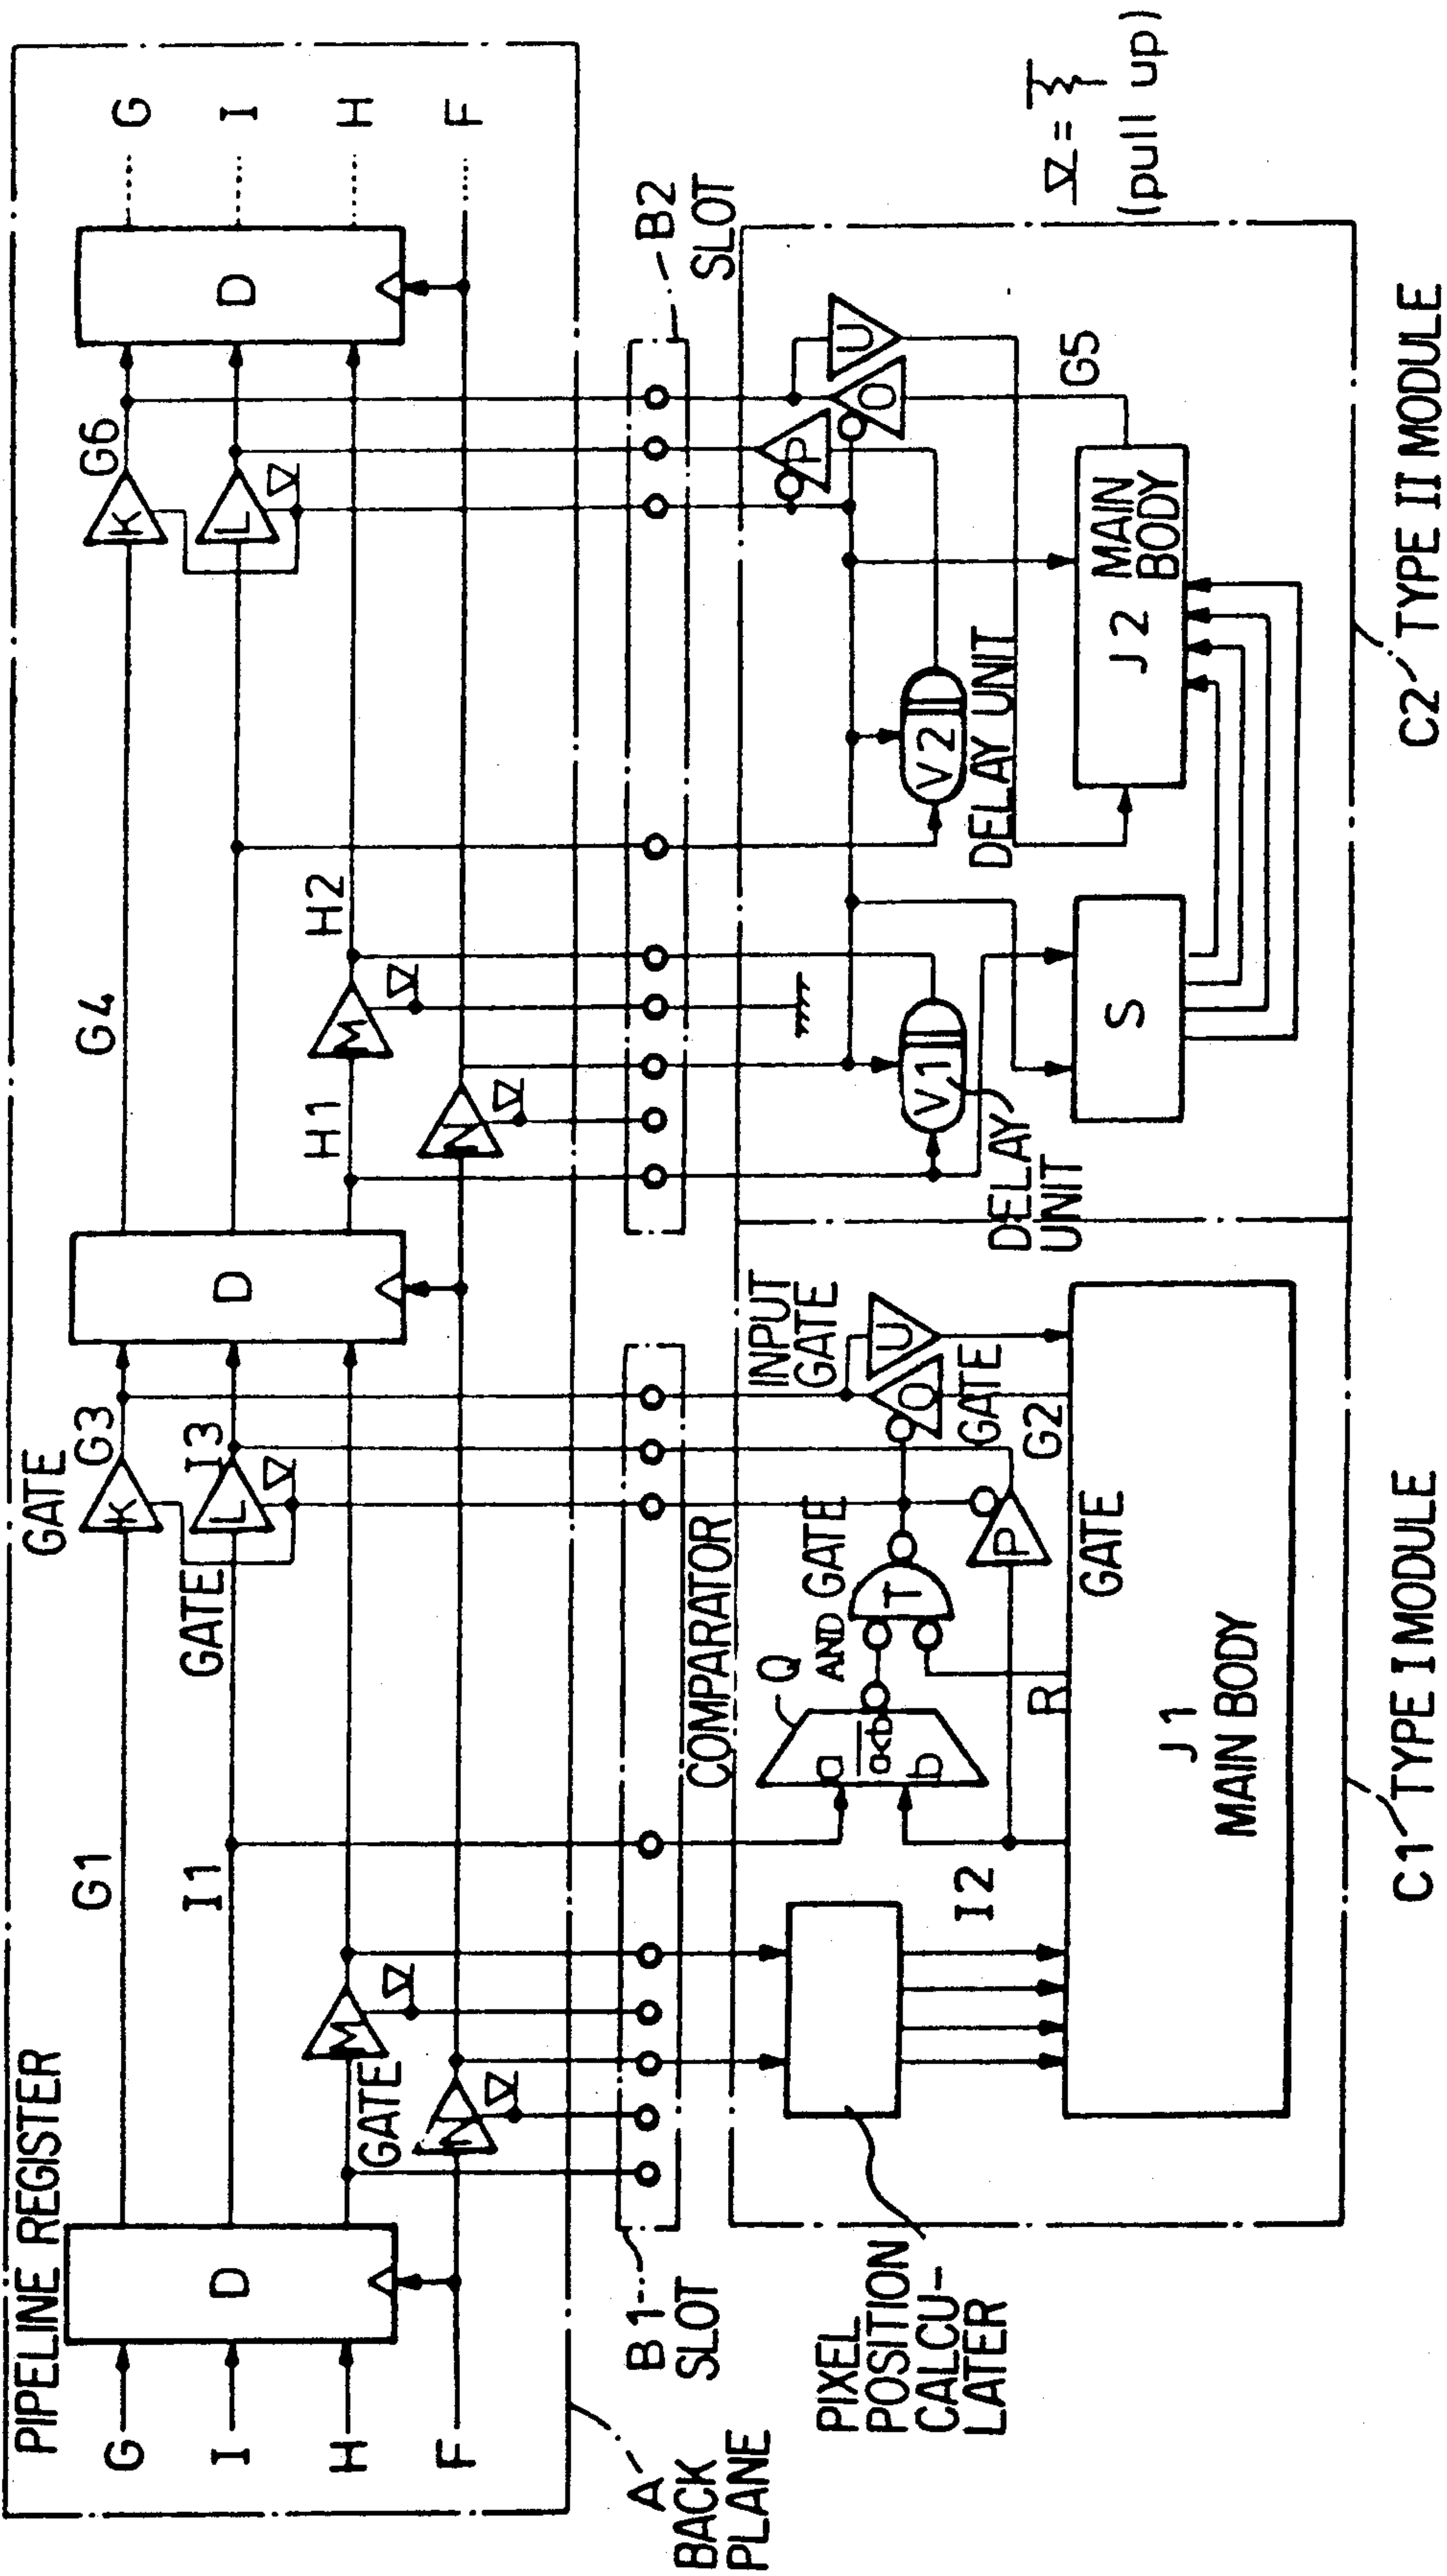 PIPELINE REGISTER
G
I
H
F
D
G1
I1
GATE
M
N
GATE
K
G3
GATE
L
I3
D
G4
H1
M
H2
N
K
G6
L
D
G
I
H
F
A
BACK
PLANE
B1
SLOT
B2
SLOT
PIXEL
POSITION
CALCU-
LATER
I2
COMPARATOR
Q
a
a<b
b
AND GATE
T
R
P
GATE
INPUT
GATE
U
O
GATE
G2
J1
MAIN BODY
C1 TYPE I MODULE
V1
DELAY
UNIT
S
V2
DELAY UNIT
P
O
U
G5
J2
MAIN
BODY
C2 TYPE II MODULE
=
(pull up)